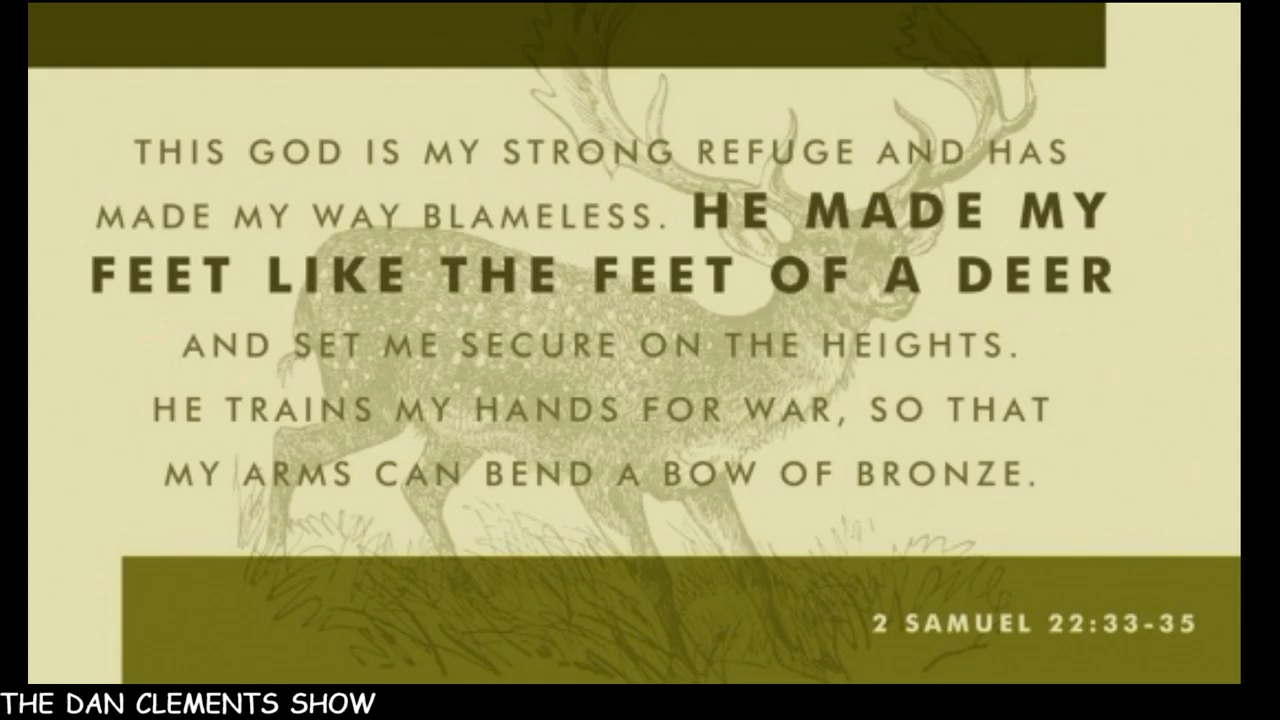 THIS GOD IS MY STRONG REFUGE AND HAS
MADE MY WAY BLAMELESS. HE MADE MY
FEET LIKE THE FEET OF A DEER
AND SET ME SECURE ON THE HEIGHTS.
HE TRAINS MY HANDS FOR WAR, SO THAT
MY ARMS CAN BEND A BOW OF BRONZE.
2 SAMUEL 22:33-35
THE DAN CLEMENTS SHOW